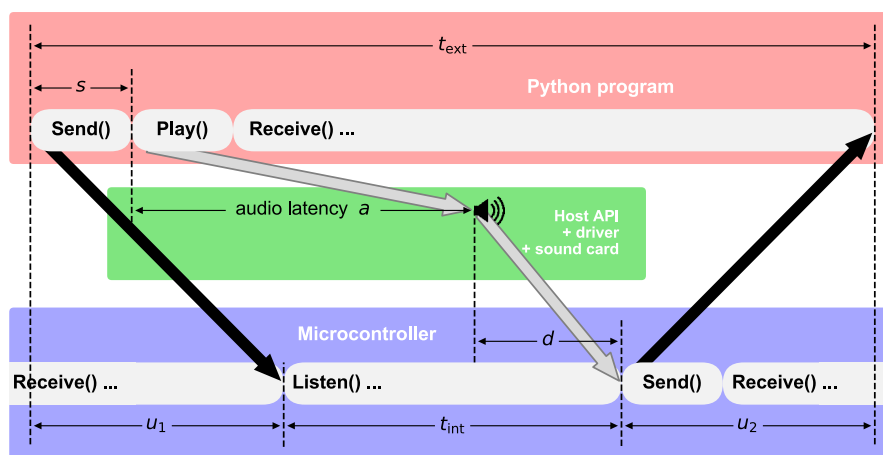 t_ext
s
Python program
Send()
Play()
Receive() ...
audio latency a
Host API
+ driver
+ sound card
Microcontroller
d
Receive() ...
Listen() ...
Send()
Receive() ...
u_1
t_int
u_2